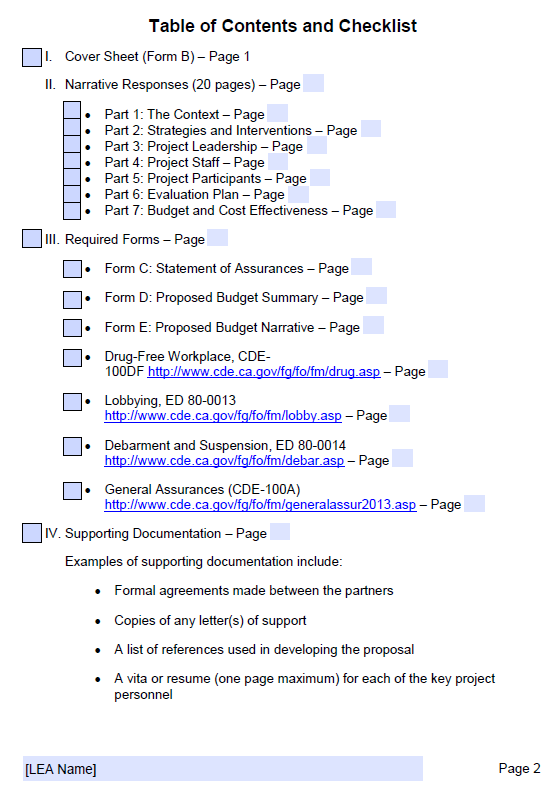 Table of Contents and Checklist
I. Cover Sheet (Form B) – Page 1
II. Narrative Responses (20 pages) – Page
• Part 1: The Context – Page
• Part 2: Strategies and Interventions – Page
• Part 3: Project Leadership – Page
• Part 4: Project Staff – Page
• Part 5: Project Participants – Page
• Part 6: Evaluation Plan – Page
• Part 7: Budget and Cost Effectiveness – Page
III. Required Forms – Page
• Form C: Statement of Assurances – Page
• Form D: Proposed Budget Summary – Page
• Form E: Proposed Budget Narrative – Page
• Drug-Free Workplace, CDE-
100DF http://www.cde.ca.gov/fg/fo/fm/drug.asp – Page
• Lobbying, ED 80-0013
http://www.cde.ca.gov/fg/fo/fm/lobby.asp – Page
• Debarment and Suspension, ED 80-0014
http://www.cde.ca.gov/fg/fo/fm/debar.asp – Page
• General Assurances (CDE-100A)
http://www.cde.ca.gov/fg/fo/fm/generalassur2013.asp – Page
IV. Supporting Documentation – Page
Examples of supporting documentation include:
• Formal agreements made between the partners
• Copies of any letter(s) of support
• A list of references used in developing the proposal
• A vita or resume (one page maximum) for each of the key project
personnel
[LEA Name] Page 2